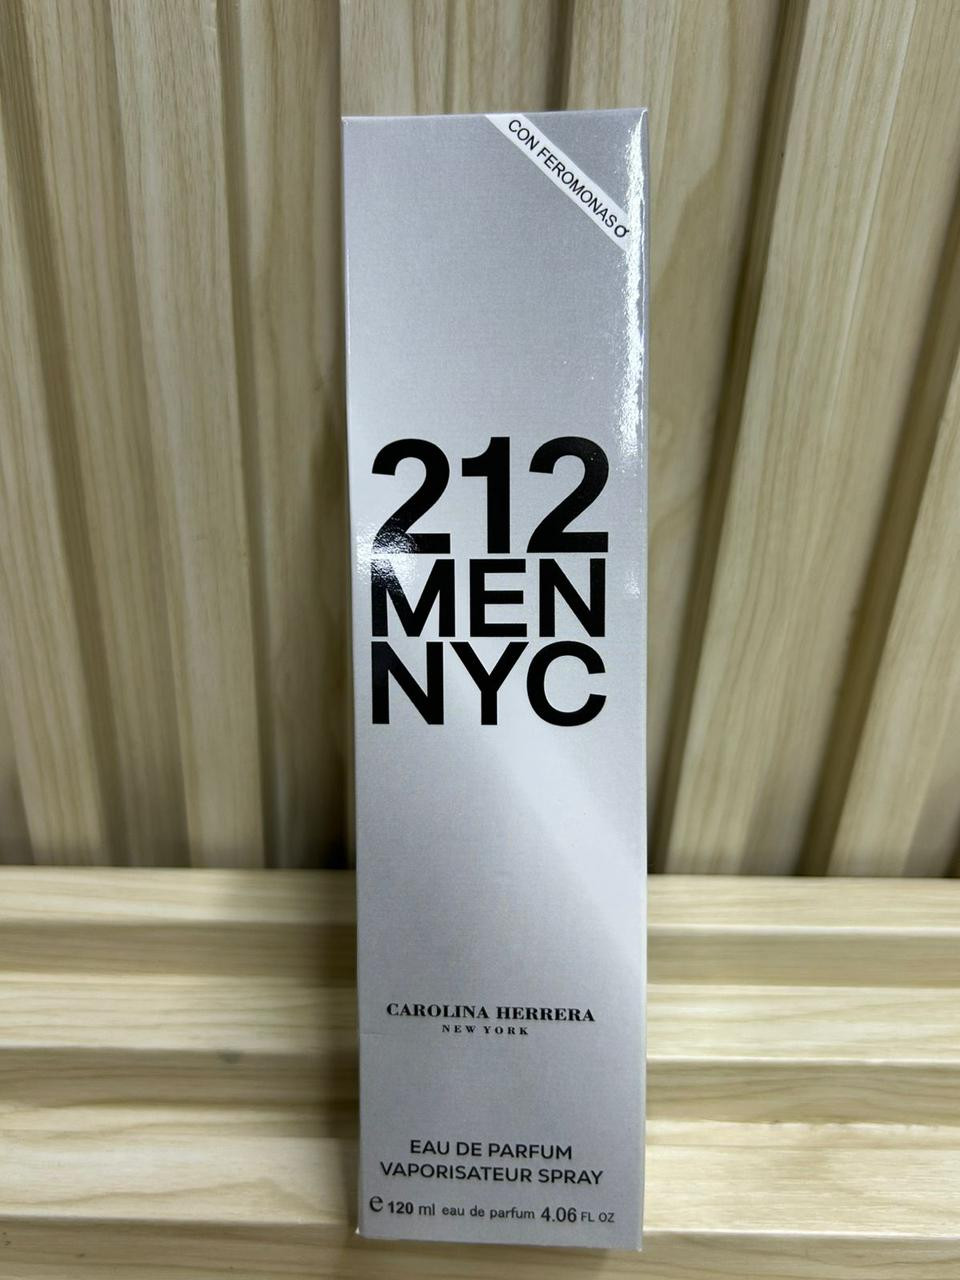 CON FEROMONAS♂
212
MEN
NYC
CAROLINA HERRERA
NEW YORK
EAU DE PARFUM
VAPORISATEUR SPRAY
℮ 120 ml eau de parfum 4.06 FL OZ